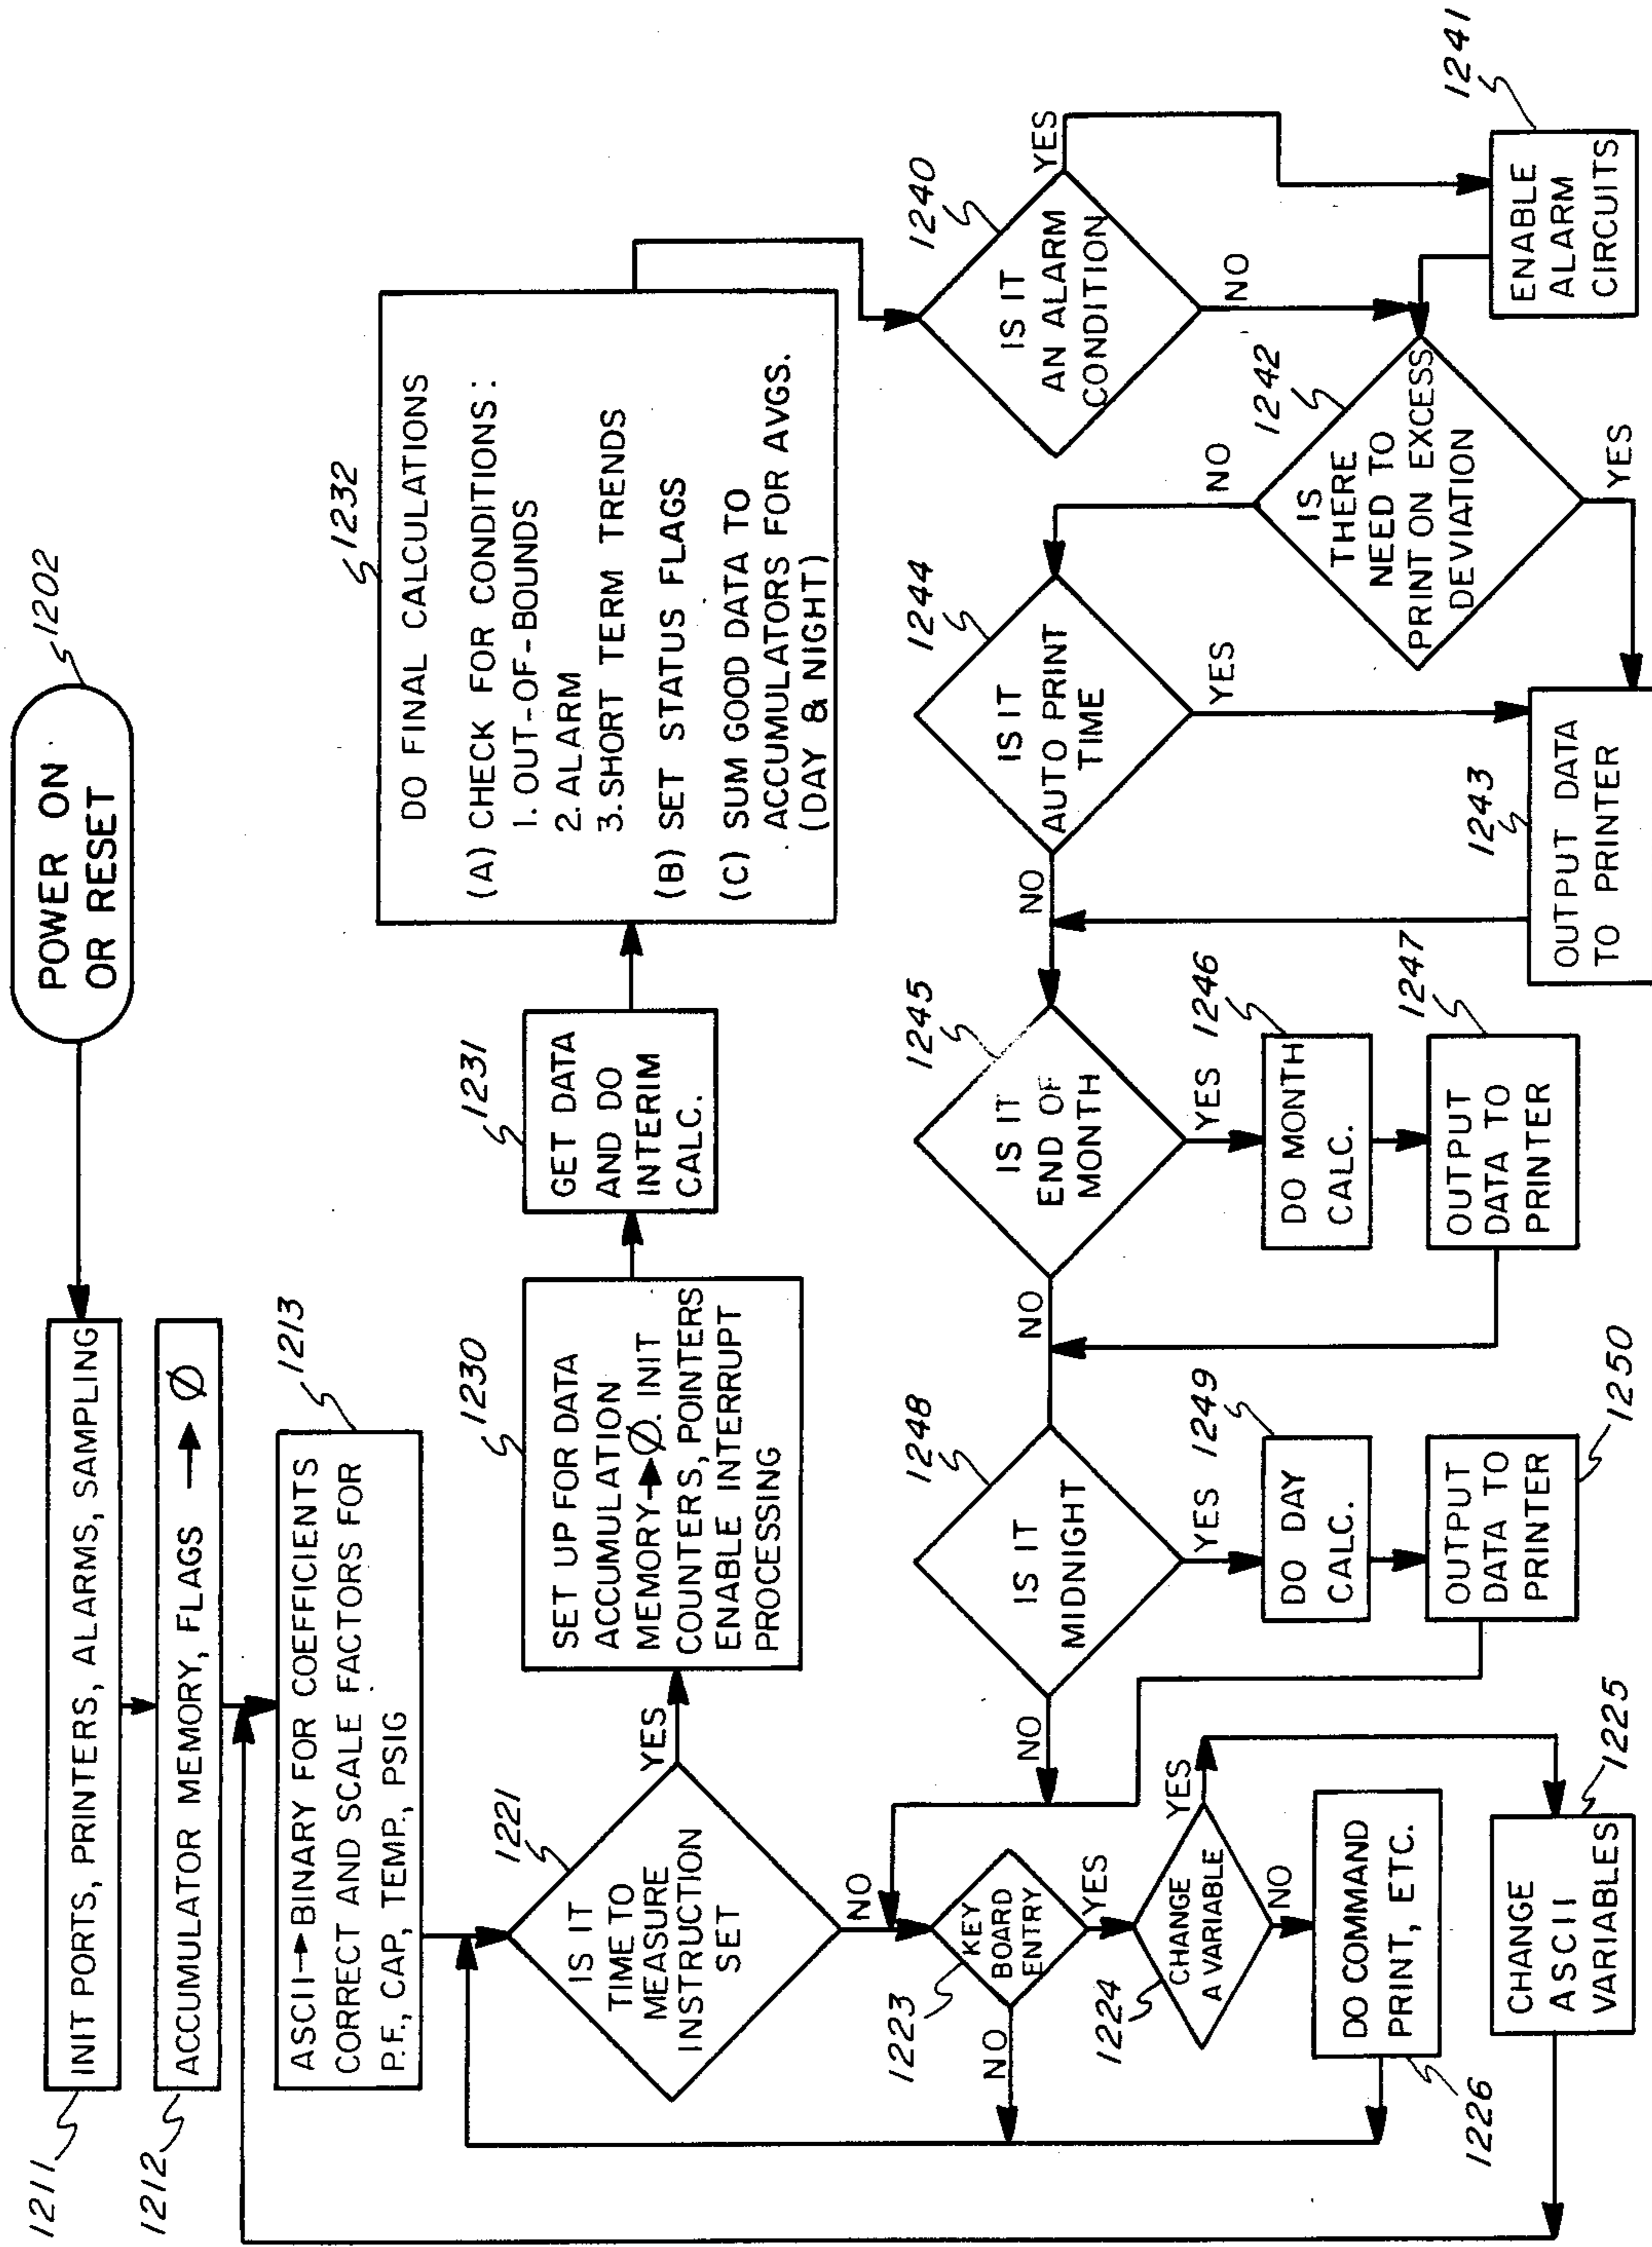 1202
POWER ON
OR RESET
1211
INIT PORTS, PRINTERS, ALARMS, SAMPLING
1212
ACCUMULATOR MEMORY, FLAGS → Ø
1213
ASCII → BINARY FOR COEFFICIENTS
CORRECT AND SCALE FACTORS FOR
P.F., CAP, TEMP., PSIG
1221
IS IT
TIME TO
MEASURE
INSTRUCTION
SET
YES
NO
1230
SET UP FOR DATA
ACCUMULATION
MEMORY → Ø. INIT
COUNTERS, POINTERS
ENABLE INTERRUPT
PROCESSING
1231
GET DATA
AND DO
INTERIM
CALC.
1232
DO FINAL CALCULATIONS
(A) CHECK FOR CONDITIONS:
1. OUT-OF-BOUNDS
2. ALARM
3. SHORT TERM TRENDS
(B) SET STATUS FLAGS
(C) SUM GOOD DATA TO
ACCUMULATORS FOR AVGS.
(DAY & NIGHT)
1240
IS IT
AN ALARM
CONDITION
YES
NO
1241
ENABLE
ALARM
CIRCUITS
1242
IS
THERE
NEED TO
PRINT ON EXCESS
DEVIATION
NO
YES
1243
OUTPUT DATA
TO PRINTER
1244
IS IT
AUTO PRINT
TIME
YES
NO
1245
IS IT
END OF
MONTH
YES
NO
1246
DO MONTH
CALC.
1247
OUTPUT
DATA TO
PRINTER
1248
IS IT
MIDNIGHT
YES
NO
1249
DO DAY
CALC.
1250
OUTPUT
DATA TO
PRINTER
1223
KEY
BOARD
ENTRY
YES
NO
1224
CHANGE
A VARIABLE
YES
NO
1226
DO COMMAND
PRINT, ETC.
1225
CHANGE
ASCII
VARIABLES